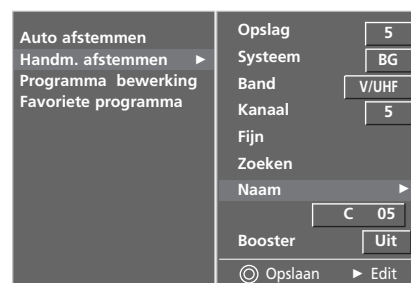 Auto afstemmen
Handm. afstemmen ►
Programma bewerking
Favoriete programma
Opslag 5
Systeem BG
Band V/UHF
Kanaal 5
Fijn
Zoeken
Naam ►
C 05
Booster Uit
◎ Opslaan ► Edit